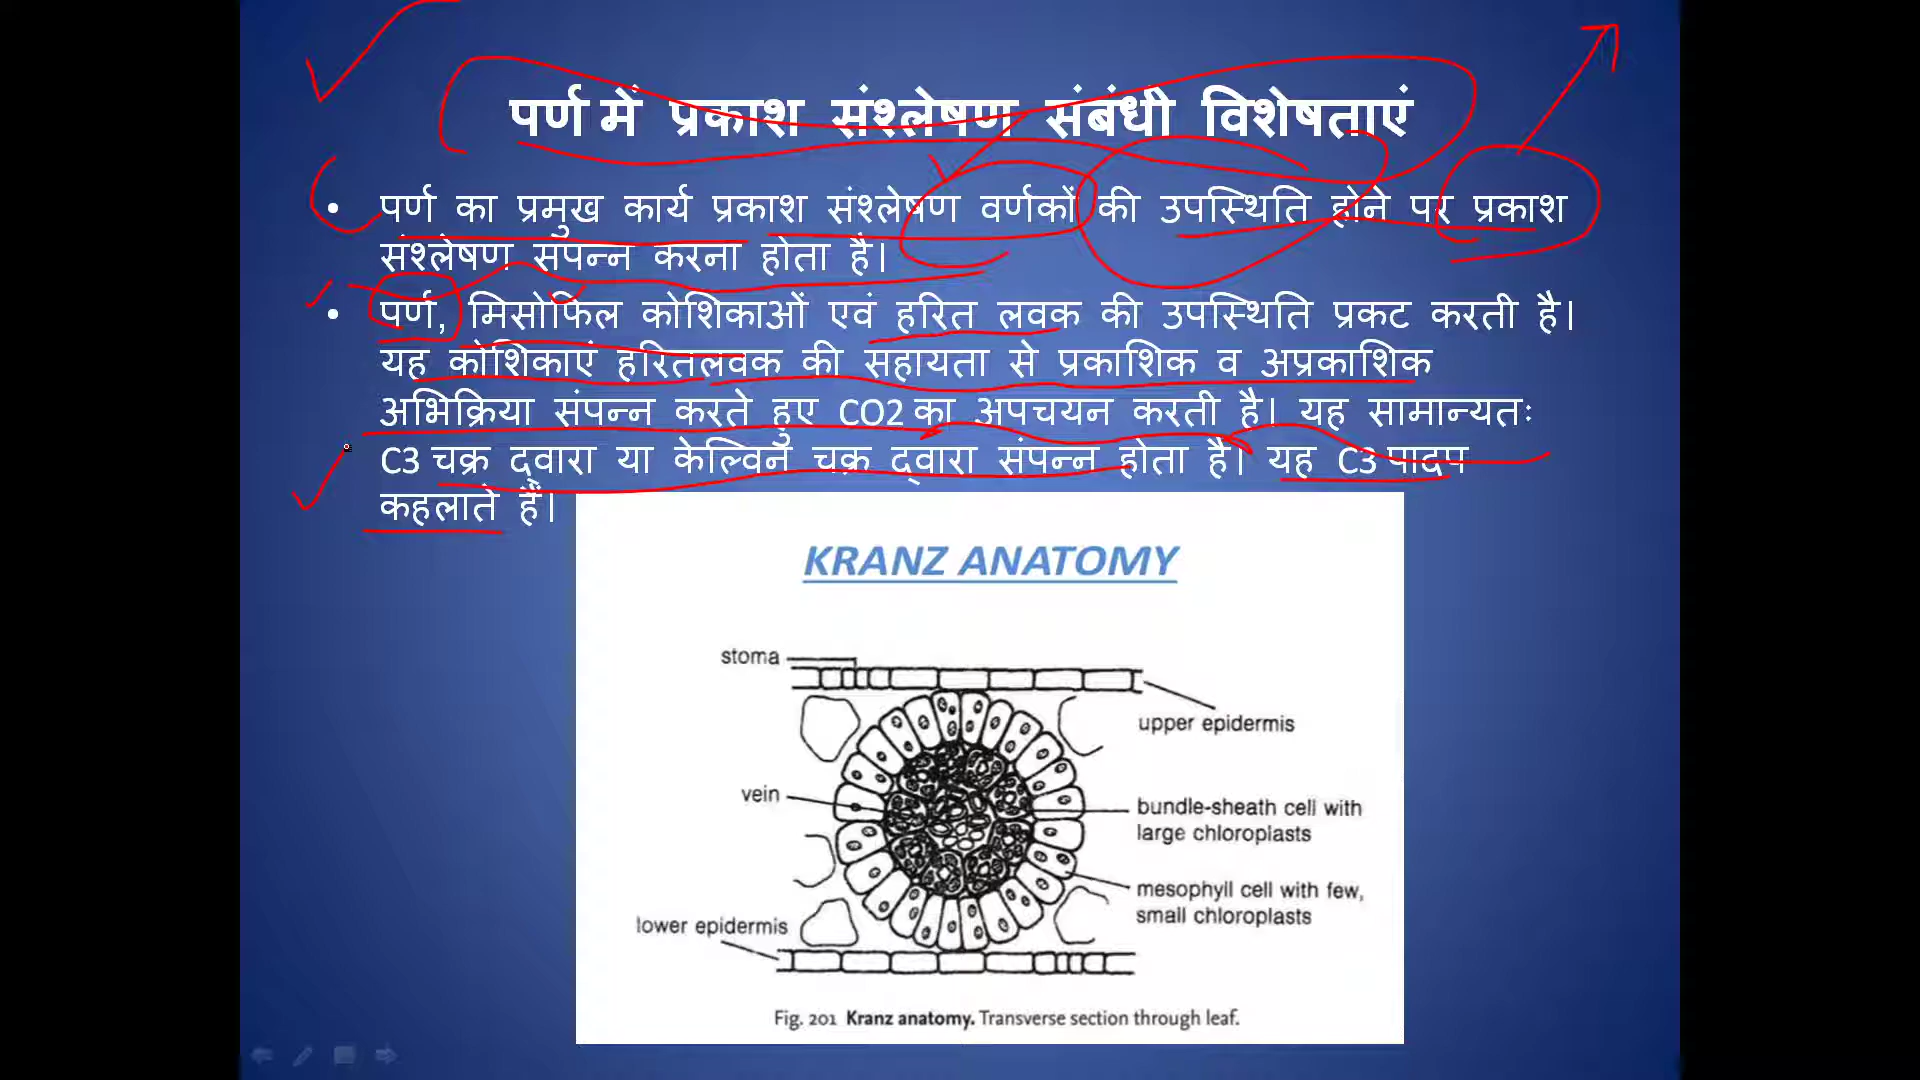 पर्ण में प्रकाश संश्लेषण संबंधी विशेषताएं
• पर्ण का प्रमुख कार्य प्रकाश संश्लेषण वर्णकों की उपस्थिति होने पर प्रकाश
संश्लेषण संपन्न करना होता है।
• पर्ण, मिसोफिल कोशिकाओं एवं हरित लवक की उपस्थिति प्रकट करती है।
यह कोशिकाएं हरितलवक की सहायता से प्रकाशिक व अप्रकाशिक
अभिक्रिया संपन्न करते हुए CO2 का अपचयन करती है। यह सामान्यतः
C3 चक्र द्वारा या केल्विन चक्र द्वारा संपन्न होता है। यह C3 पादप
कहलाते हैं।
KRANZ ANATOMY
stoma
upper epidermis
vein
bundle-sheath cell with
large chloroplasts
mesophyll cell with few,
small chloroplasts
lower epidermis
Fig. 201 Kranz anatomy. Transverse section through leaf.